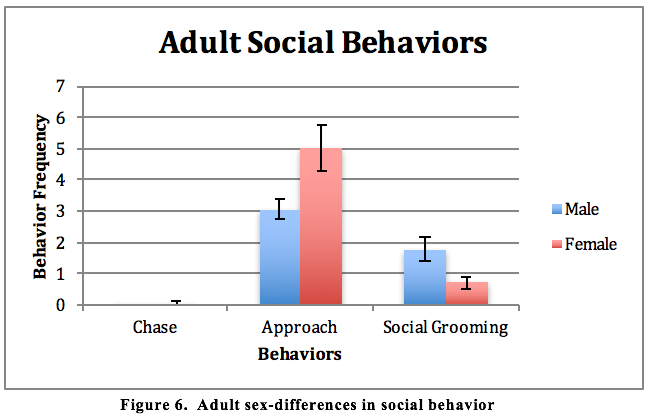 Adult Social Behaviors
7
6
5
4
3
2
1
0
Behavior Frequency
Chase Approach Social Grooming
Behaviors
Male
Female
Figure 6. Adult sex-differences in social behavior